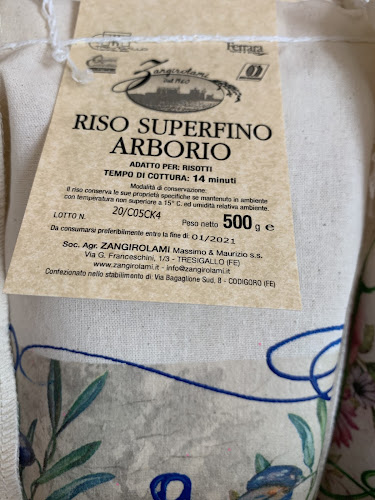 Ferrara
Zangirolami
dal 1960
RISO SUPERFINO
ARBORIO
ADATTO PER: RISOTTI
TEMPO DI COTTURA: 14 minuti
Modalità di conservazione:
Il riso conserva le sue proprietà specifiche se mantenuto in ambiente
con temperatura non superiore a 15° C. ed umidità relativa ambiente.
LOTTO N. 20/C05CK4 Peso netto 500 g e
Da consumarsi preferibilmente entro la fine di: 01/2021
Soc. Agr. ZANGIROLAMI Massimo & Maurizio s.s.
Via G. Franceschini, 1/3 - TRESIGALLO (FE)
www.zangirolami.it - info@zangirolami.it
Confezionato nello stabilimento di: Via Bagaglione Sud, 8 - CODIGORO (FE)